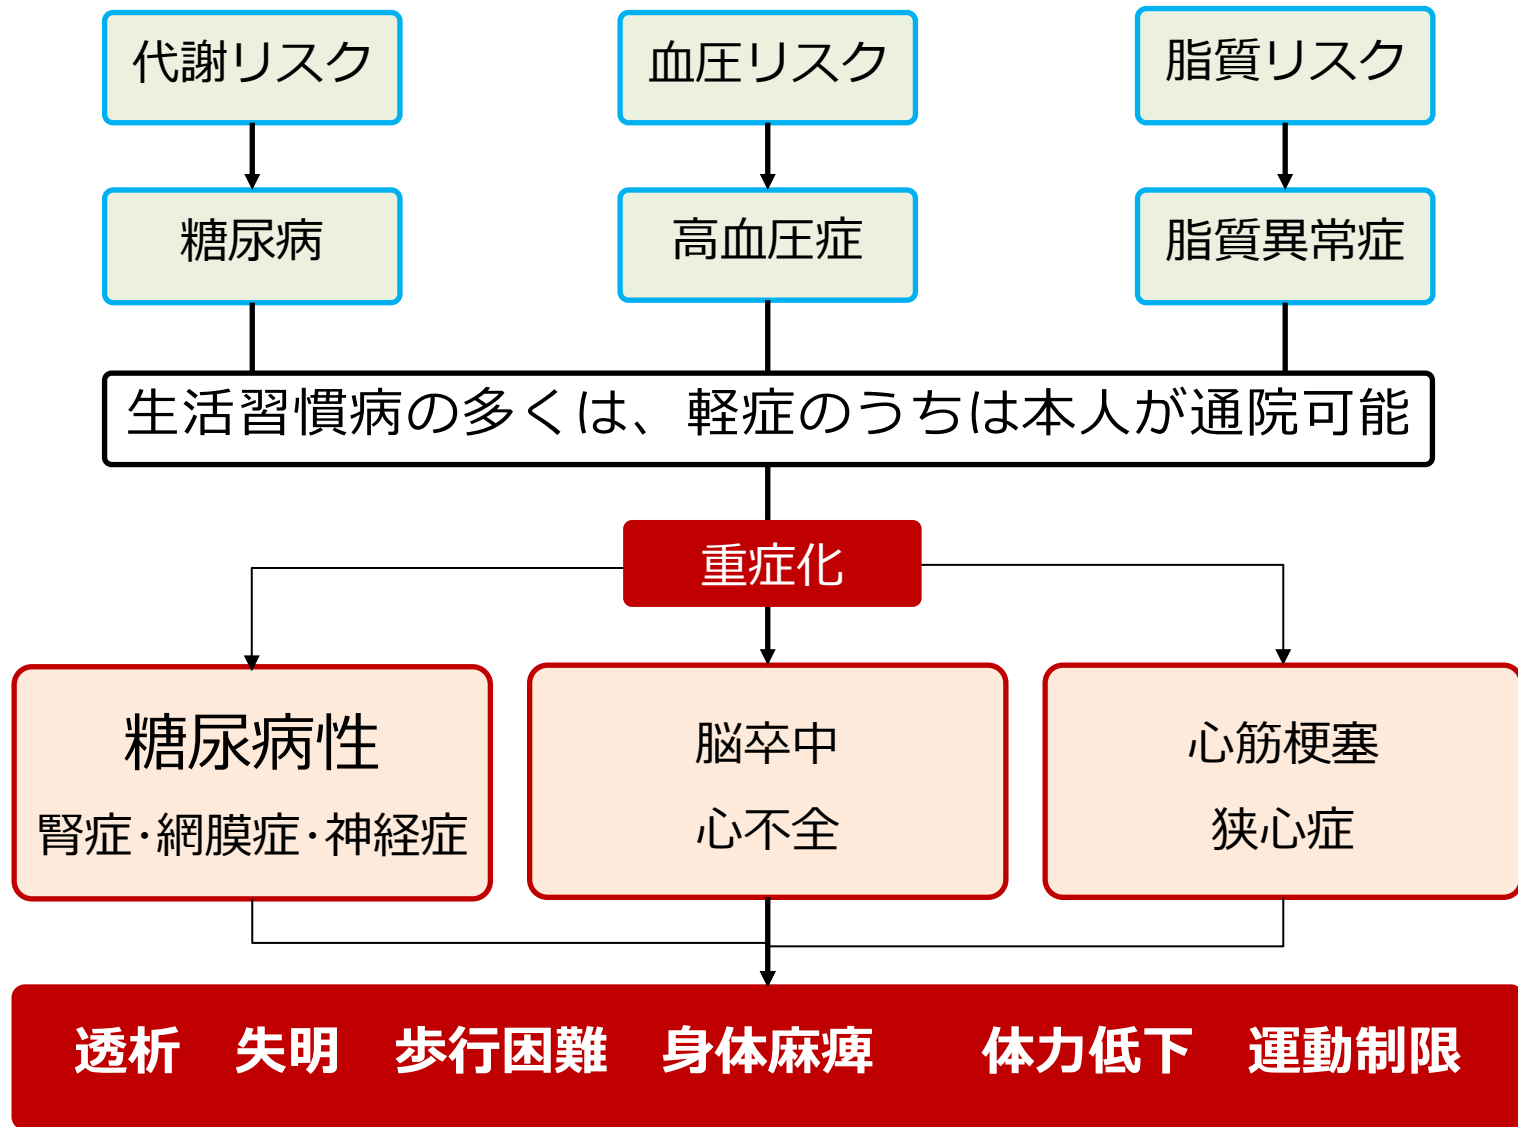 代謝リスク
血圧リスク
脂質リスク
糖尿病
高血圧症
脂質異常症
生活習慣病の多くは、軽症のうちは本人が通院可能
重症化
糖尿病性
腎症・網膜症・神経症
脳卒中
心不全
心筋梗塞
狭心症
透析 失明 歩行困難 身体麻痺 体力低下 運動制限